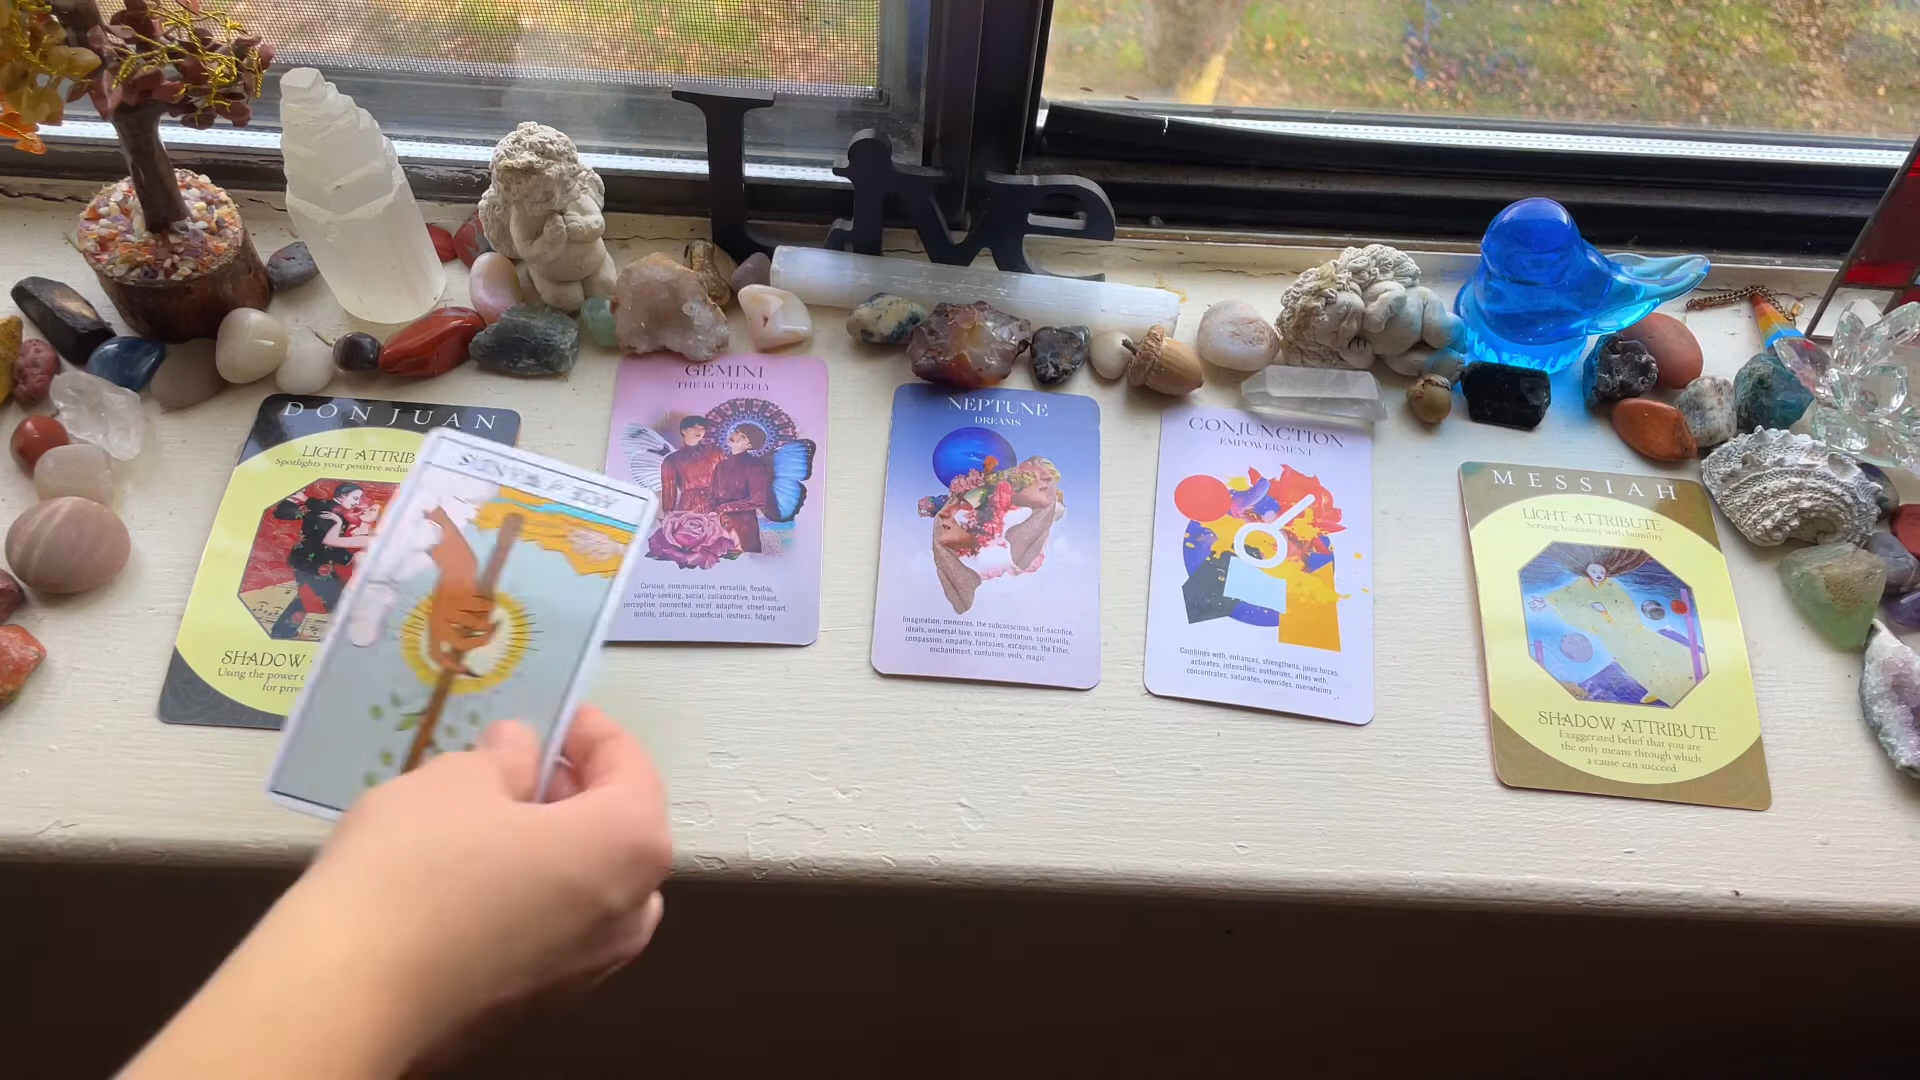 Live
DON JUAN
LIGHT ATTRIB
Spotlights your positive seduc
SHADOW
Using the power o
for priv
ACE of WANDS
GEMINI
THE BUTTERFLY
Curious, communicative, versatile, flexible,
variety-seeking, social, collaborative, brilliant,
perceptive, connected, vocal, adaptive, street-smart,
mobile, studious, superficial, restless, fidgety
NEPTUNE
DREAMS
Imagination, memories, the subconscious, self-sacrifice,
ideals, universal love, visions, meditation, spirituality,
compassion, empathy, fantasies, escapism, the Ether,
enchantment, confusion, veils, magic
CONJUNCTION
EMPOWERMENT
Combines with, enhances, strengthens, joins forces,
activates, intensifies, authorizes, allies with,
concentrates, saturates, overrides, overwhelms
MESSIAH
LIGHT ATTRIBUTE
Serving humanity with humility
SHADOW ATTRIBUTE
Exaggerated belief that you are
the only means through which
a cause can succeed